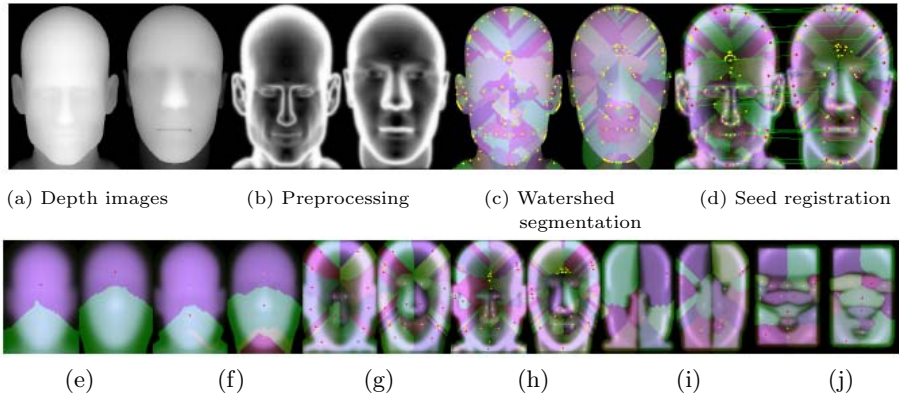 (a) Depth images
(b) Preprocessing
(c) Watershed segmentation
(d) Seed registration
(e)
(f)
(g)
(h)
(i)
(j)